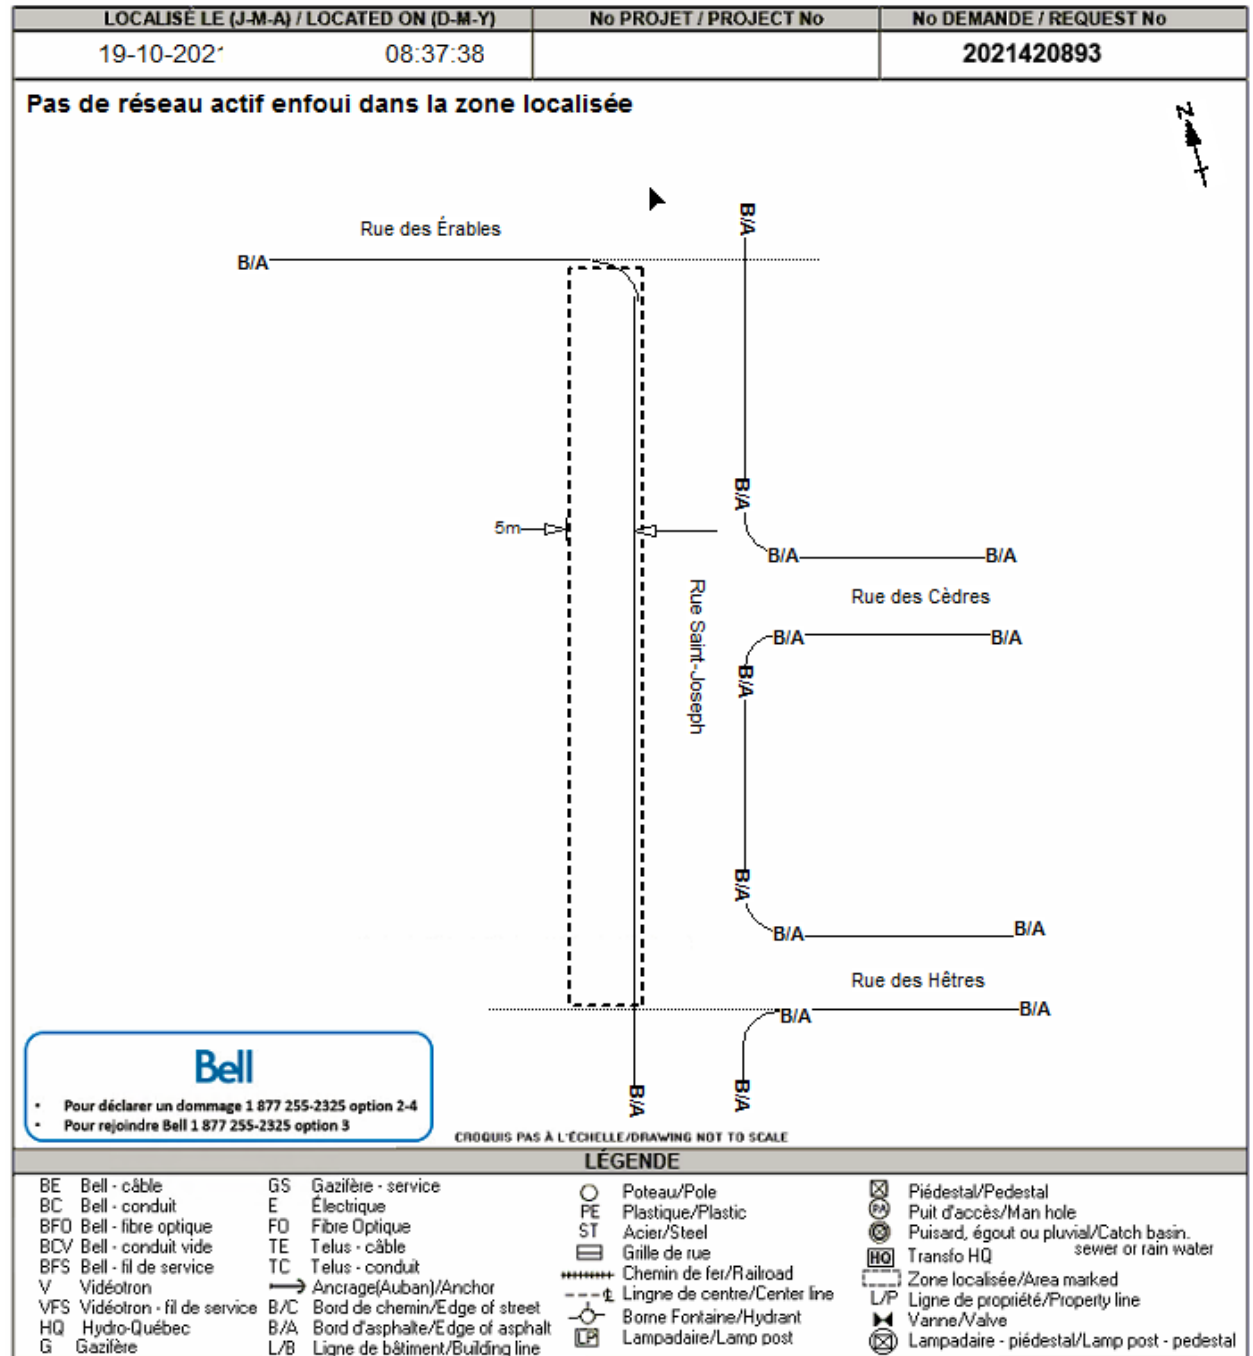 LOCALISÉ LE (J-M-A) / LOCATED ON (D-M-Y)
No PROJET / PROJECT No
No DEMANDE / REQUEST No
19-10-202
08:37:38
2021420893
Pas de réseau actif enfoui dans la zone localisée
N
Rue des Érables
B/A
B/A
B/A
5m
B/A
B/A
Rue des Cèdres
Rue Saint-Joseph
B/A
B/A
B/A
B/A
B/A
B/A
Rue des Hêtres
B/A
B/A
B/A
B/A
Bell
• Pour déclarer un dommage 1 877 255-2325 option 2-4
• Pour rejoindre Bell 1 877 255-2325 option 3
CROQUIS PAS À L'ÉCHELLE/DRAWING NOT TO SCALE
LÉGENDE
BE Bell - câble
BC Bell - conduit
BFO Bell - fibre optique
BCV Bell - conduit vide
BFS Bell - fil de service
V Vidéotron
VFS Vidéotron - fil de service
HQ Hydro-Québec
G Gazifère
GS Gazifère - service
E Électrique
FO Fibre Optique
TE Telus - câble
TC Telus - conduit
Ancrage(Auban)/Anchor
B/C Bord de chemin/Edge of street
B/A Bord d'asphalte/Edge of asphalt
L/B Ligne de bâtiment/Building line
Poteau/Pole
PE Plastique/Plastic
ST Acier/Steel
Grille de rue
Chemin de fer/Railroad
Lingne de centre/Center line
Borne Fontaine/Hydrant
LP Lampadaire/Lamp post
Piédestal/Pedestal
PA Puit d'accès/Man hole
Puisard, égout ou pluvial/Catch basin.
sewer or rain water
HQ Transfo HQ
Zone localisée/Area marked
L/P Ligne de propriété/Property line
Vanne/Valve
Lampadaire - piédestal/Lamp post - pedestal